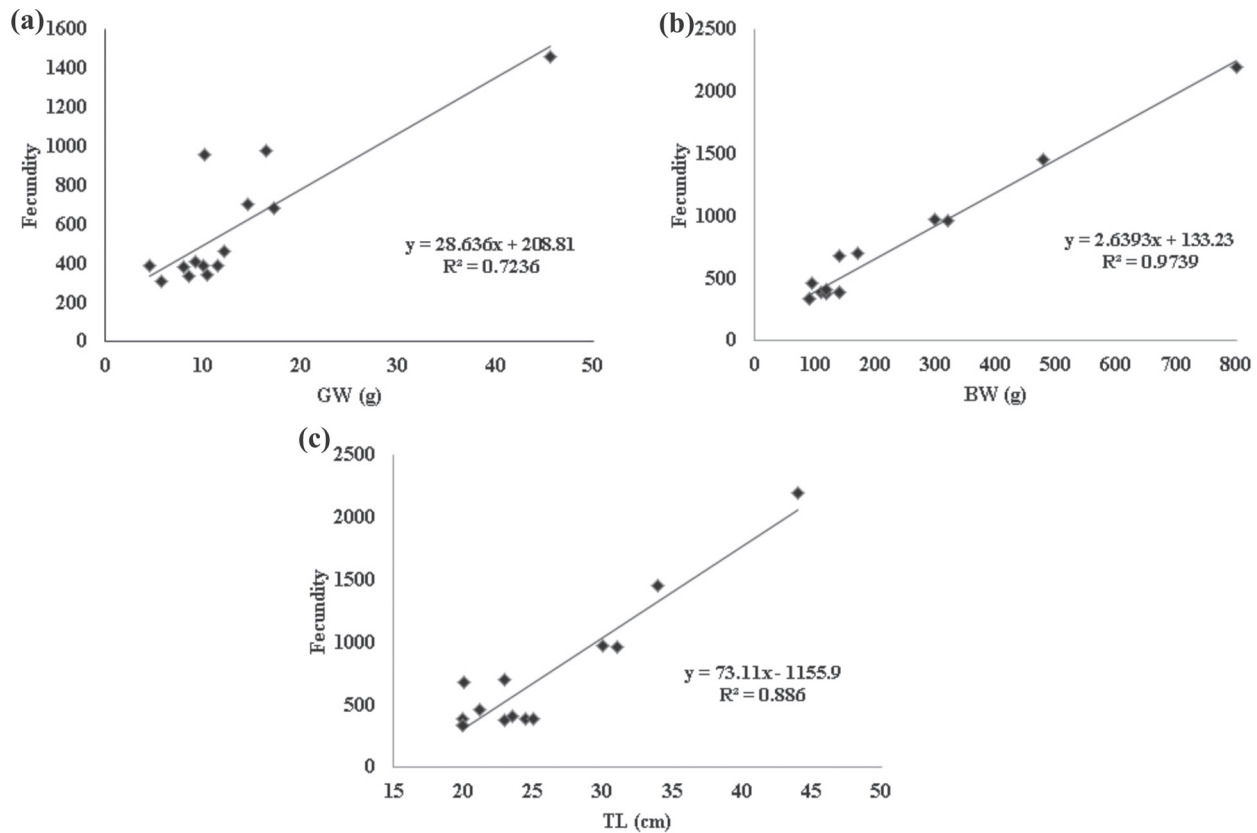 (a)
1600
1400
1200
1000
800
600
400
200
0
Fecundity
y = 28.636x + 208.81
R² = 0.7236
0 10 20 30 40 50
GW (g)
(b)
2500
2000
1500
1000
500
0
Fecundity
y = 2.6393x + 133.23
R² = 0.9739
0 100 200 300 400 500 600 700 800
BW (g)
(c)
2500
2000
1500
1000
500
0
Fecundity
y = 73.11x - 1155.9
R² = 0.886
15 20 25 30 35 40 45 50
TL (cm)